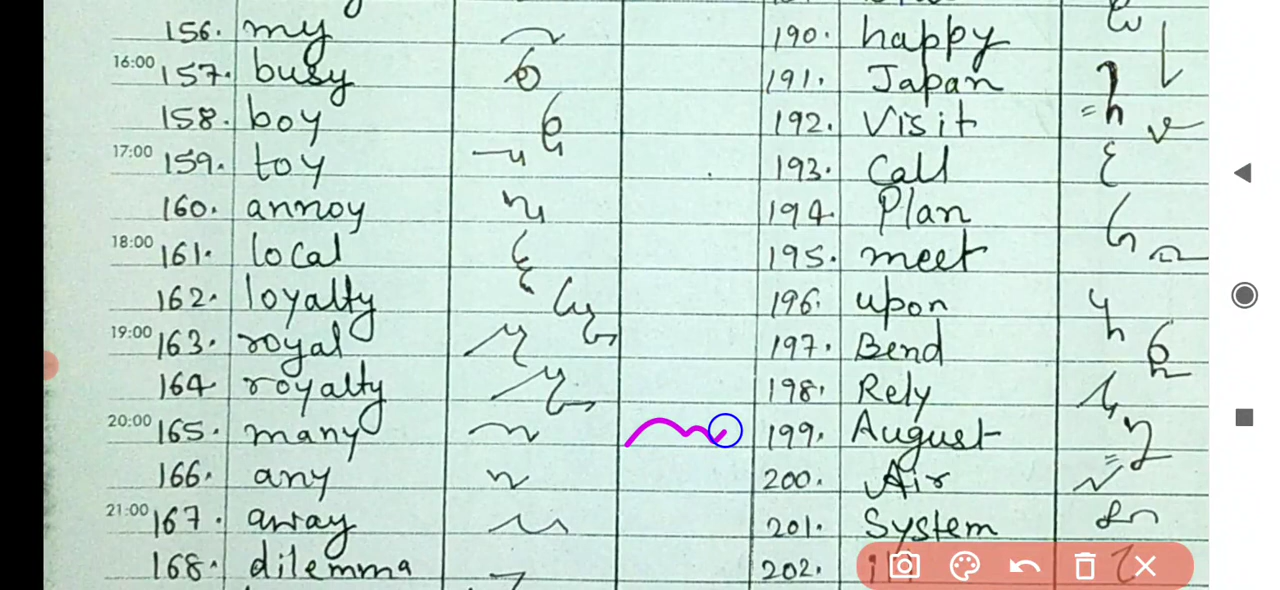 156. my
16:00 157. busy
158. boy
17:00 159. toy
160. annoy
18:00 161. local
162. loyalty
19:00 163. royal
164 royalty
20:00 165. many
166. any
21:00 167. away
168. dilemma
190. happy
191. Japan
192. Visit
193. Call
194. Plan
195. meet
196. upon
197. Bend
198. Rely
199. August
200. Air
201. System
202.